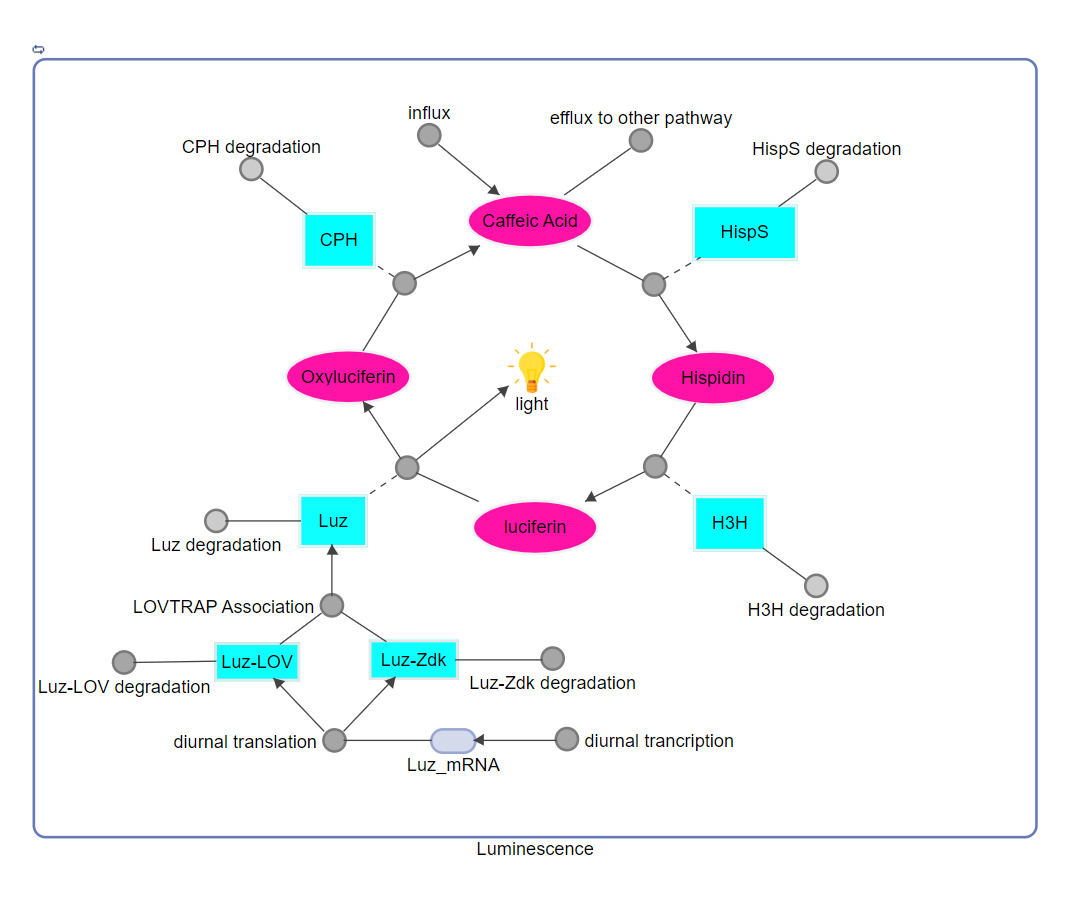 influx
efflux to other pathway
CPH degradation
HispS degradation
Caffeic Acid
CPH
HispS
Oxyluciferin
Hispidin
light
Luz
luciferin
H3H
Luz degradation
LOVTRAP Association
H3H degradation
Luz-LOV
Luz-Zdk
Luz-LOV degradation
Luz-Zdk degradation
diurnal translation
diurnal trancription
Luz_mRNA
Luminescence